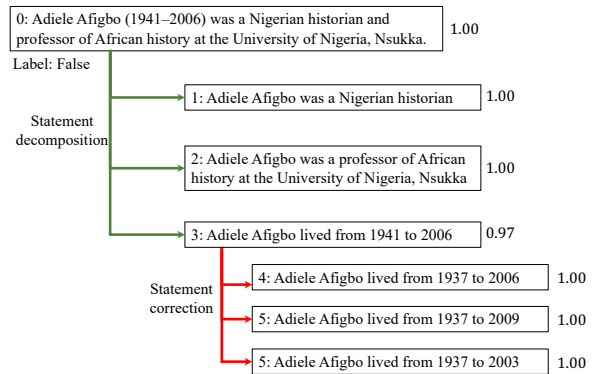 0: Adiele Afigbo (1941–2006) was a Nigerian historian and
professor of African history at the University of Nigeria, Nsukka.
1.00
Label: False
Statement
decomposition
1: Adiele Afigbo was a Nigerian historian
1.00
2: Adiele Afigbo was a professor of African
history at the University of Nigeria, Nsukka
1.00
3: Adiele Afigbo lived from 1941 to 2006
0.97
Statement
correction
4: Adiele Afigbo lived from 1937 to 2006
1.00
5: Adiele Afigbo lived from 1937 to 2009
1.00
5: Adiele Afigbo lived from 1937 to 2003
1.00